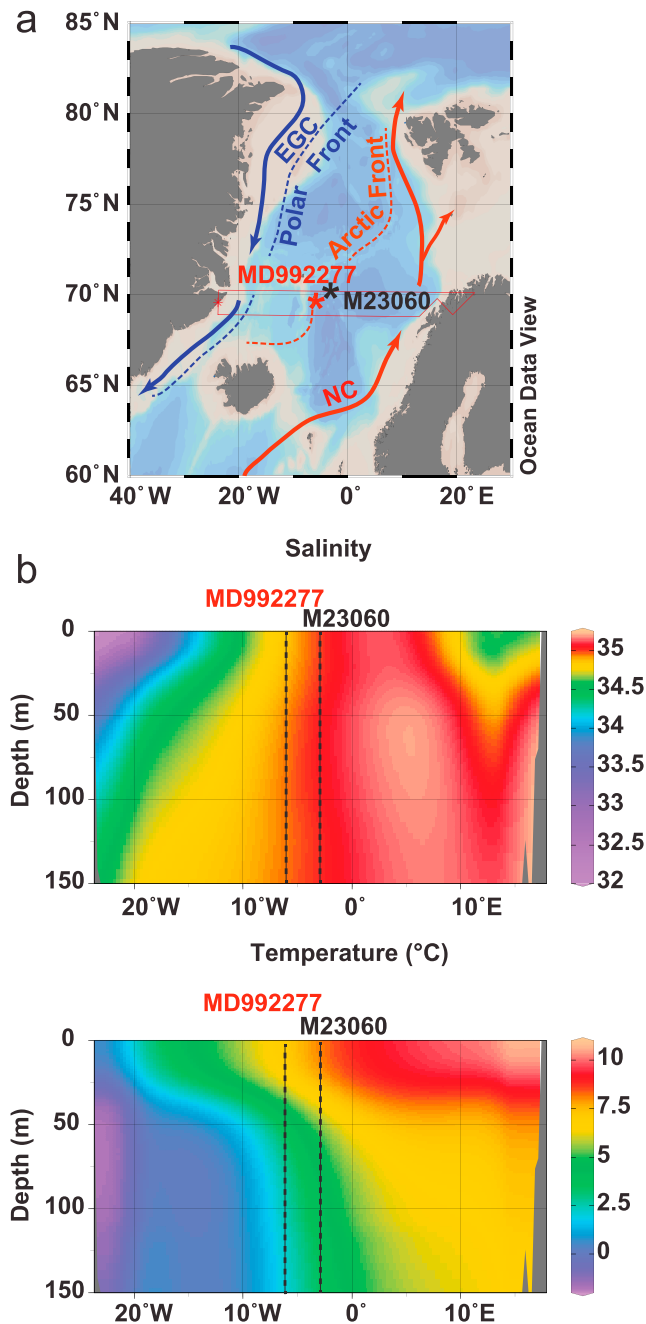 a
85°N
80°N
75°N
70°N
65°N
60°N
40°W
20°W
0°
20°E
EGC
Polar Front
Arctic Front
MD992277
M23060
NC
Ocean Data View
b
Salinity
MD992277
M23060
0
50
100
150
Depth (m)
20°W
10°W
0°
10°E
35
34.5
34
33.5
33
32.5
32
Temperature (°C)
MD992277
M23060
0
50
100
150
Depth (m)
20°W
10°W
0°
10°E
10
7.5
5
2.5
0